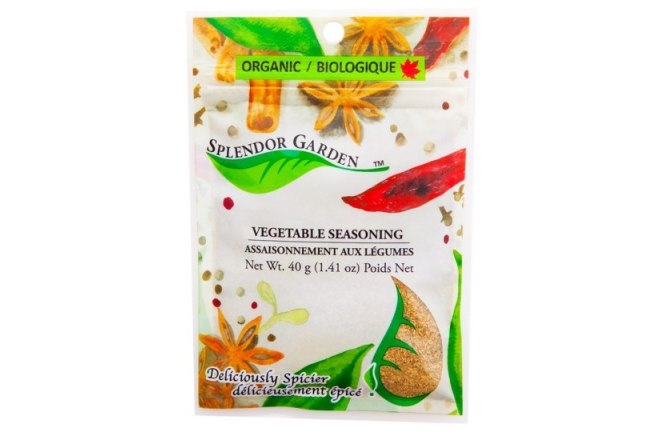 ORGANIC / BIOLOGIQUE
SPLENDOR GARDEN ™
VEGETABLE SEASONING
ASSAISONNEMENT AUX LÉGUMES
Net Wt. 40 g (1.41 oz) Poids Net
Deliciously Spicier
délicieusement épicé !